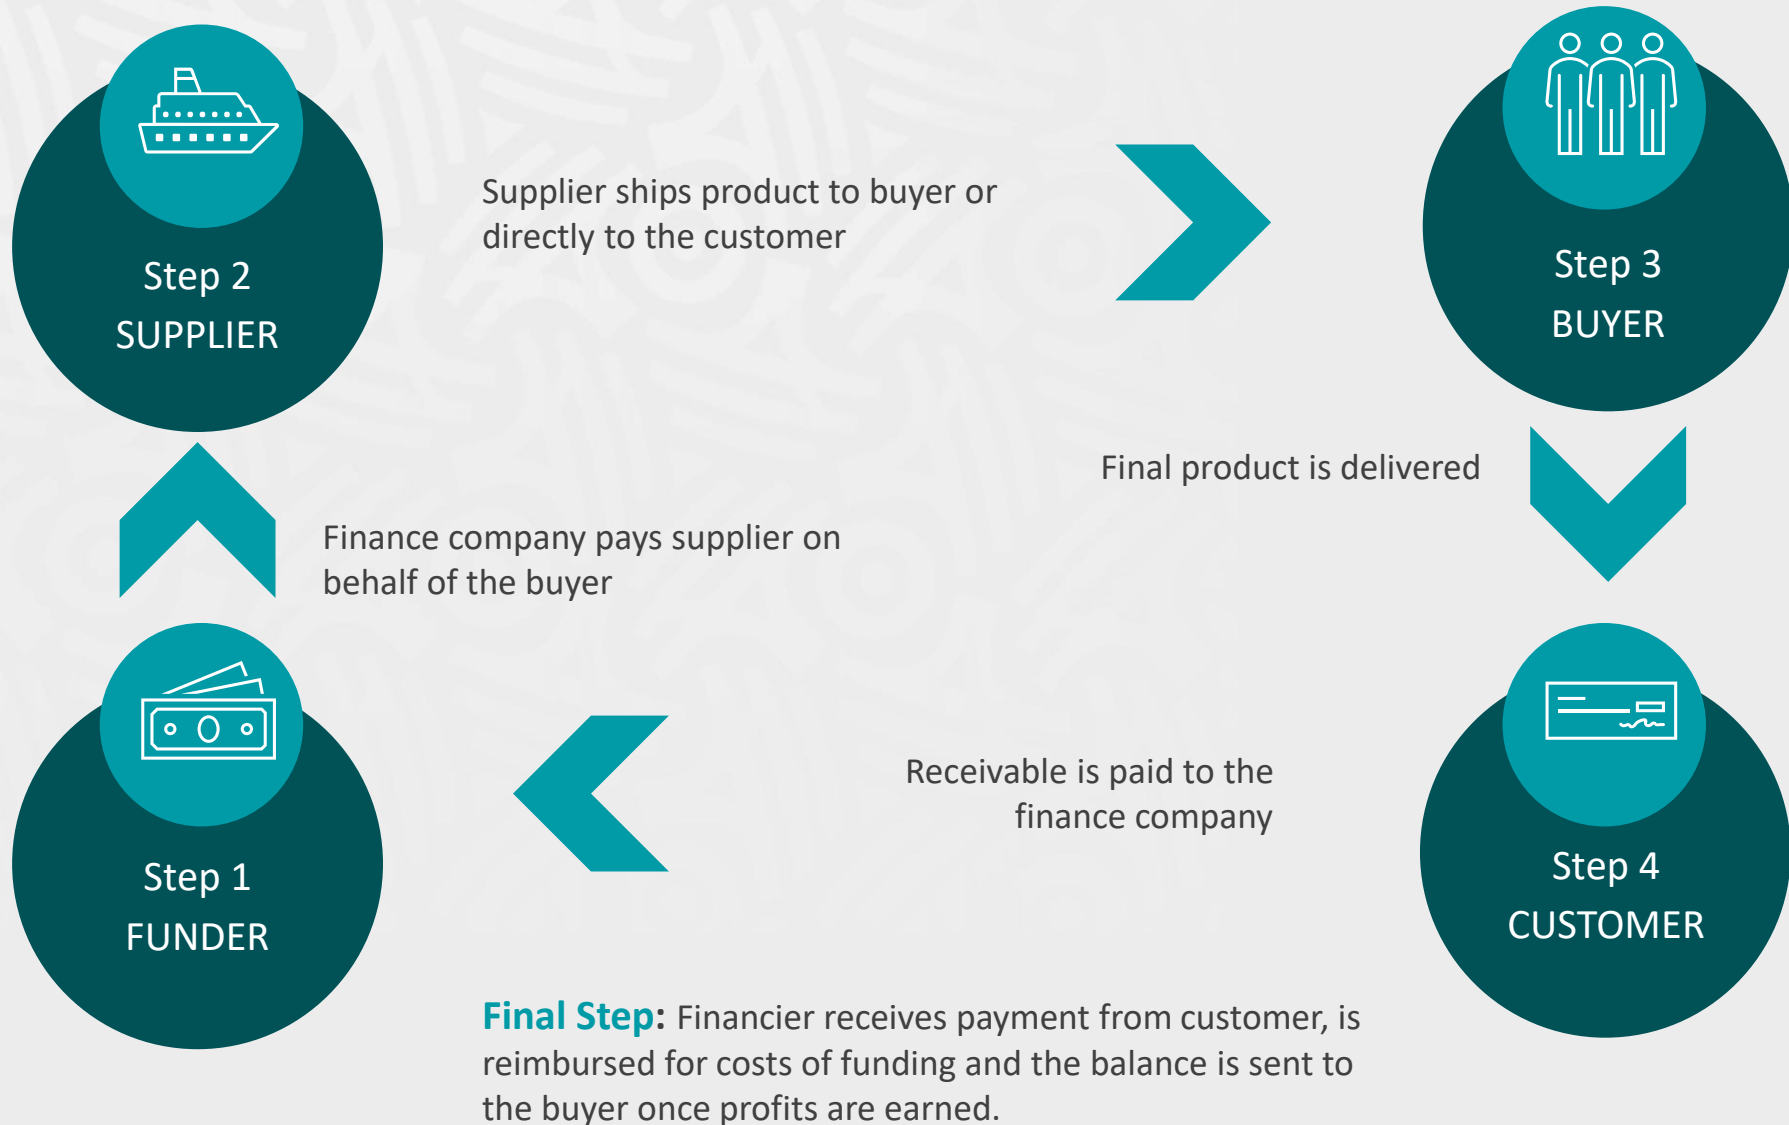 Step 2
SUPPLIER
Supplier ships product to buyer or
directly to the customer
Step 3
BUYER
Final product is delivered
Finance company pays supplier on
behalf of the buyer
Step 1
FUNDER
Receivable is paid to the
finance company
Step 4
CUSTOMER
Final Step: Financier receives payment from customer, is
reimbursed for costs of funding and the balance is sent to
the buyer once profits are earned.